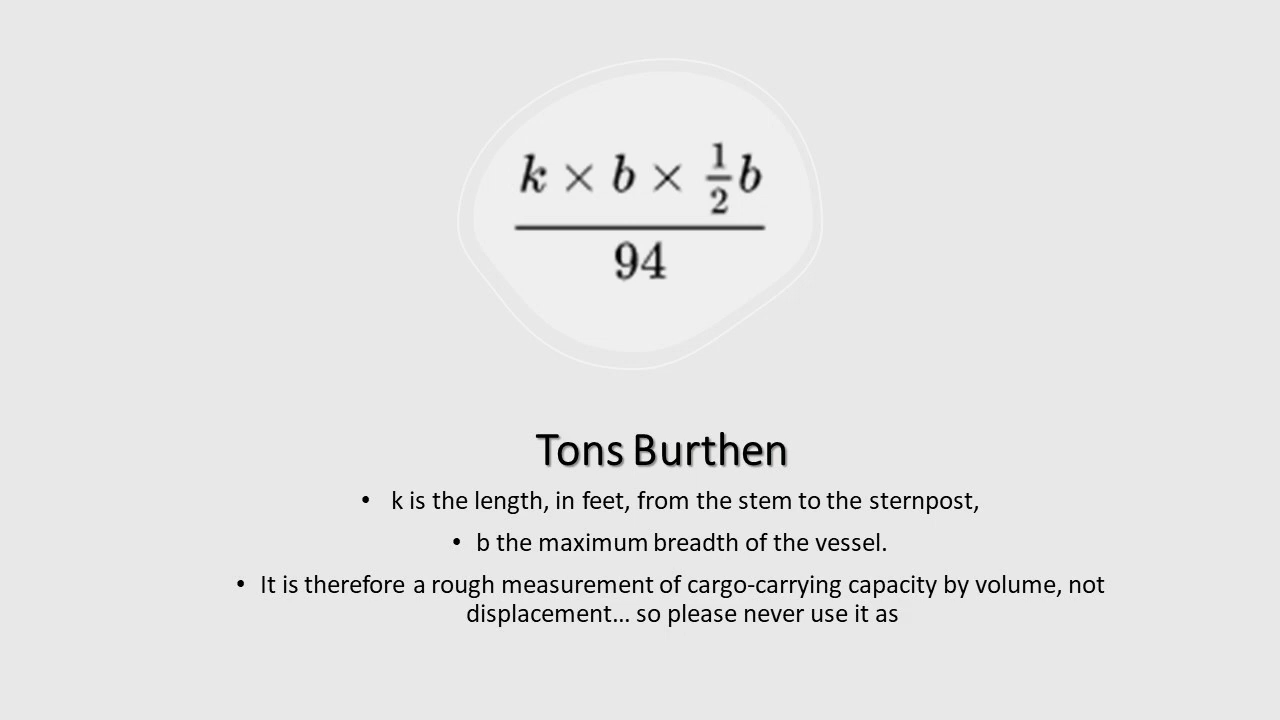 k × b × ½b
94
Tons Burthen
• k is the length, in feet, from the stem to the sternpost,
• b the maximum breadth of the vessel.
• It is therefore a rough measurement of cargo-carrying capacity by volume, not
displacement… so please never use it as